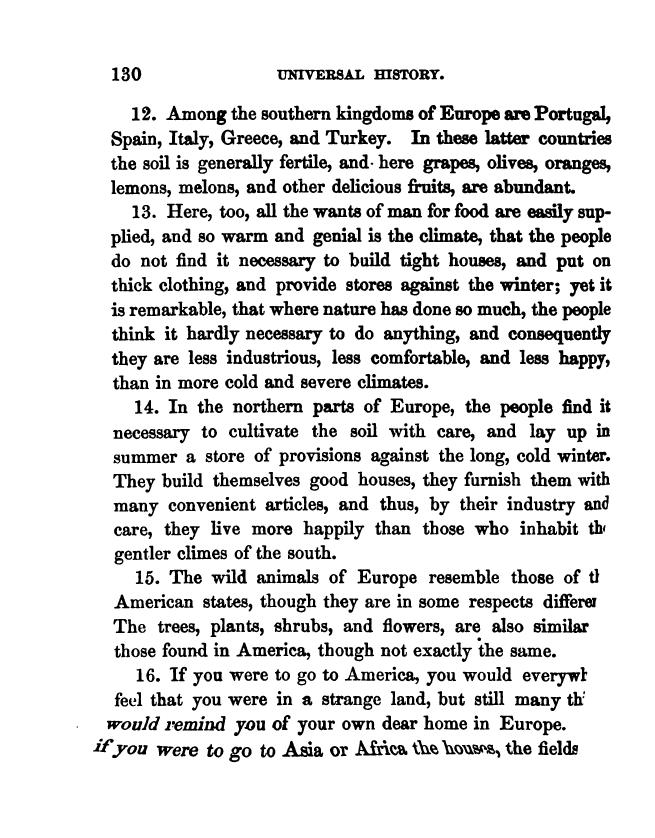 130 UNIVERSAL HISTORY.
12. Among the southern kingdoms of Europe are Portugal,
Spain, Italy, Greece, and Turkey. In these latter countries
the soil is generally fertile, and here grapes, olives, oranges,
lemons, melons, and other delicious fruits, are abundant.
13. Here, too, all the wants of man for food are easily sup-
plied, and so warm and genial is the climate, that the people
do not find it necessary to build tight houses, and put on
thick clothing, and provide stores against the winter; yet it
is remarkable, that where nature has done so much, the people
think it hardly necessary to do anything, and consequently
they are less industrious, less comfortable, and less happy,
than in more cold and severe climates.
14. In the northern parts of Europe, the people find it
necessary to cultivate the soil with care, and lay up in
summer a store of provisions against the long, cold winter.
They build themselves good houses, they furnish them with
many convenient articles, and thus, by their industry and
care, they live more happily than those who inhabit
gentler climes of the south.
15. The wild animals of Europe resemble those of
American states, though they are in some respects
The trees, plants, shrubs, and flowers, are also similar
those found in America, though not exactly the same.
16. If you were to go to America, you would
feel that you were in a strange land, but still many
would remind you of your own dear home in Europe.
if you were to go to Asia or Africa the houses, the fields